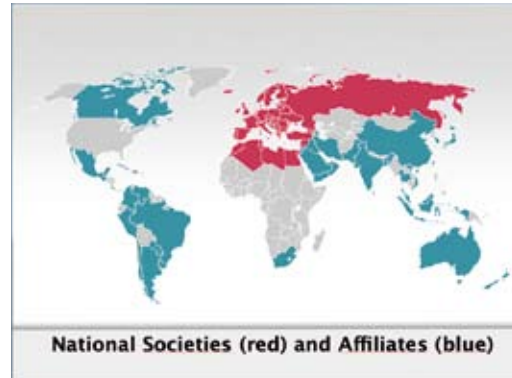 National Societies (red) and Affiliates (blue)